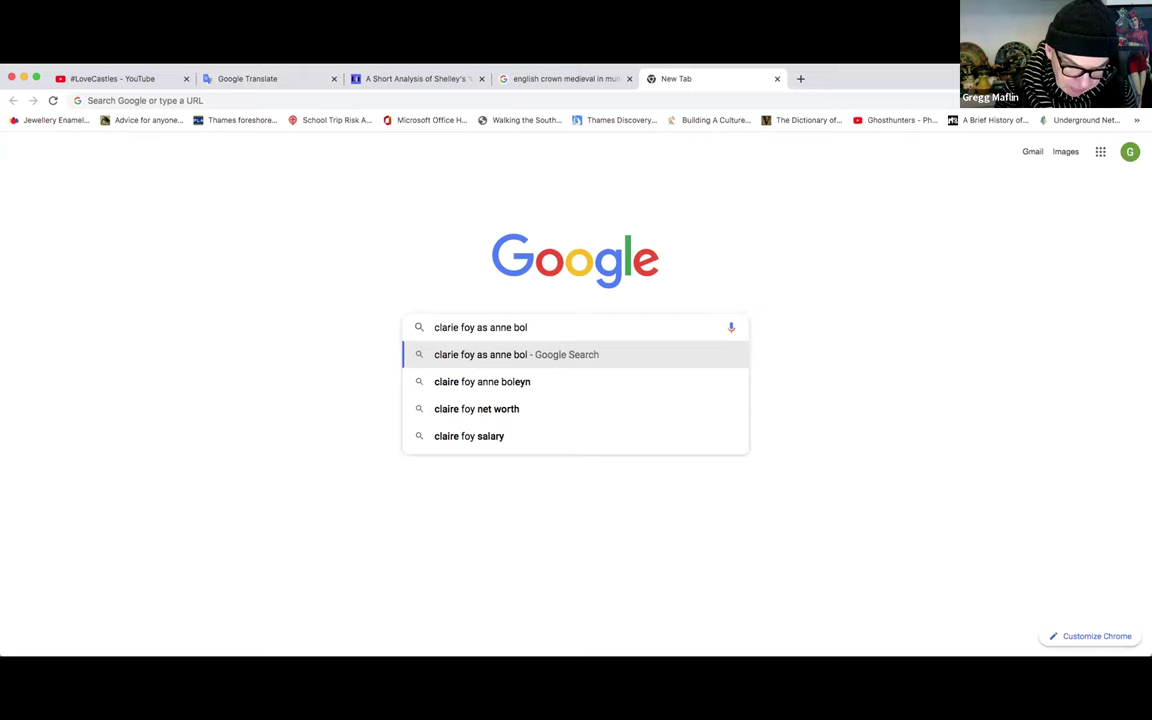 #LoveCastles - YouTube
Google Translate
A Short Analysis of Shelley's '
english crown medieval in mu
New Tab
Search Google or type a URL
Gregg Maflin
Jewellery Enamel...
Advice for anyone...
Thames foreshore...
School Trip Risk A...
Microsoft Office H...
Walking the South...
Thames Discovery...
Building A Culture...
The Dictionary of...
Ghosthunters - Ph...
A Brief History of...
Underground Net...
»
Gmail
Images
G
Google
clarie foy as anne bol
clarie foy as anne bol - Google Search
claire foy anne boleyn
claire foy net worth
claire foy salary
Customize Chrome